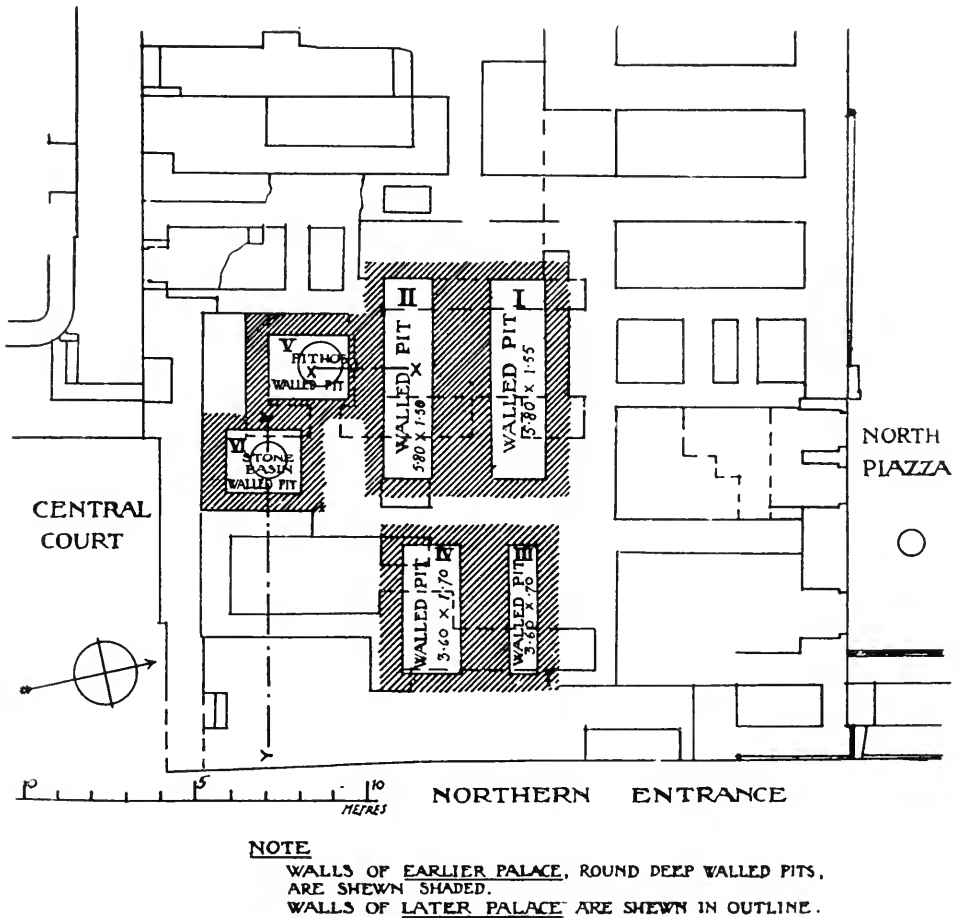 II
I
WALLED PIT
5·80 × 1·50
X
WALLED PIT
3·80 × 1·55
V
PITHOS
X
WALLED PIT
VI
STONE
BASIN
WALLED PIT
NORTH
PIAZZA
CENTRAL
COURT
IV
WALLED PIT
3·60 × 1·70
III
WALLED PIT
3·60 × ·70
Y
0 5 10
METRES
NORTHERN ENTRANCE
NOTE
WALLS OF EARLIER PALACE, ROUND DEEP WALLED PITS,
ARE SHEWN SHADED.
WALLS OF LATER PALACE ARE SHEWN IN OUTLINE.